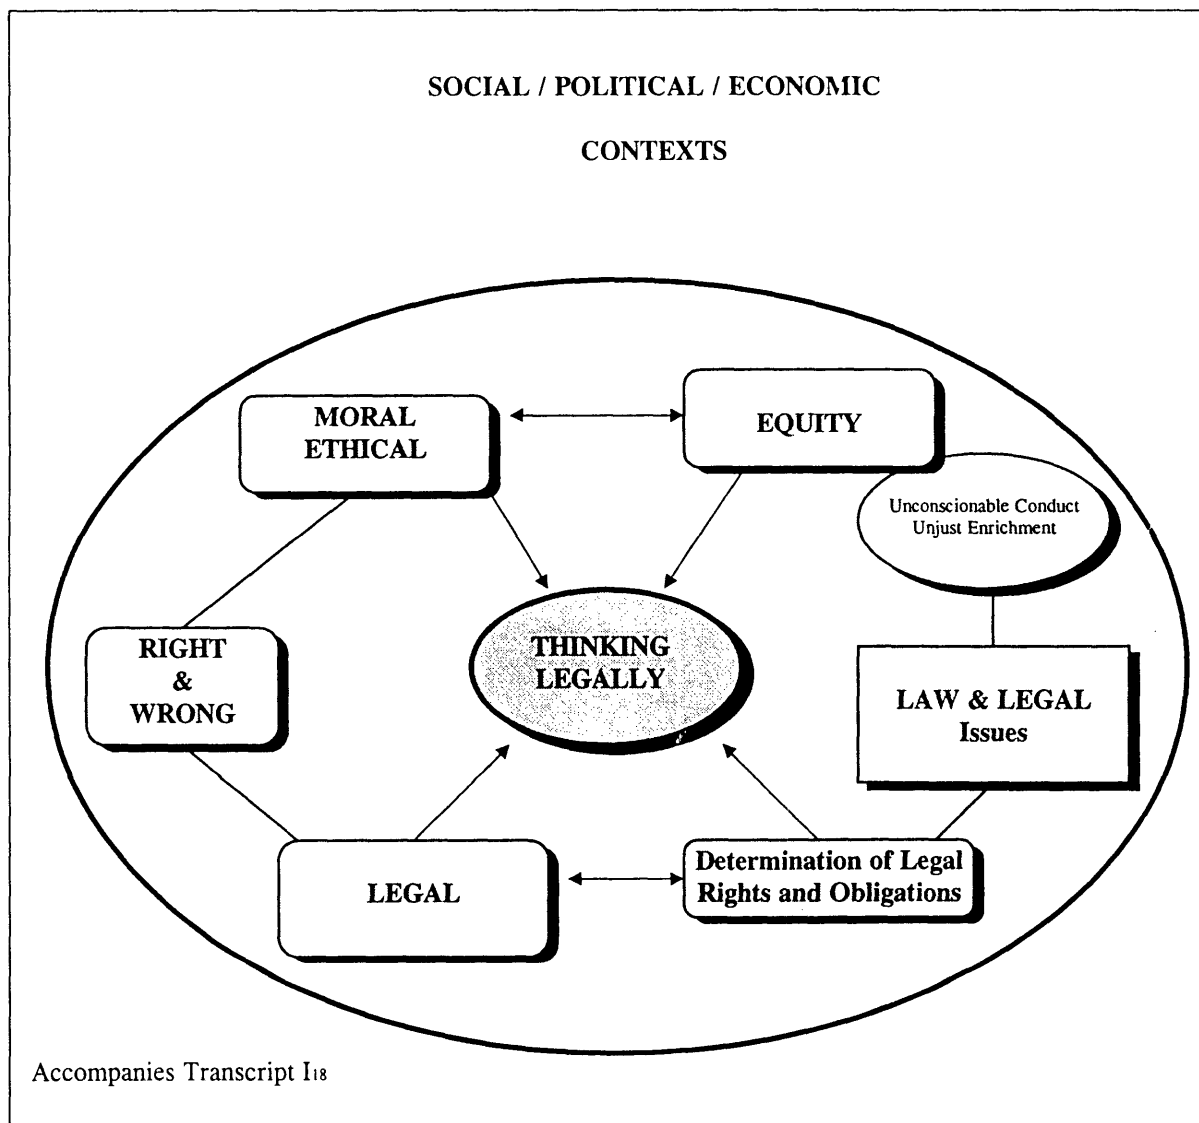 SOCIAL / POLITICAL / ECONOMIC
CONTEXTS
MORAL
ETHICAL
EQUITY
Unconscionable Conduct
Unjust Enrichment
THINKING
LEGALLY
RIGHT
&
WRONG
LAW & LEGAL
Issues
LEGAL
Determination of Legal
Rights and Obligations
Accompanies Transcript I18